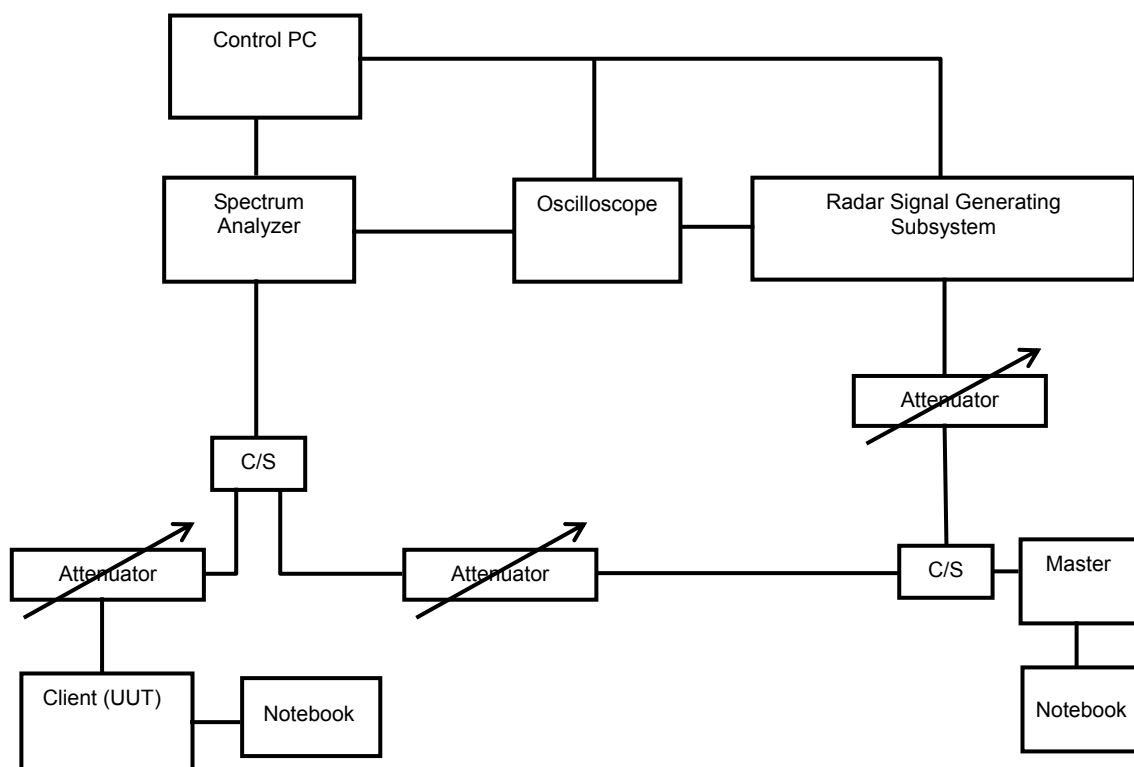 Control PC
Spectrum
Analyzer
Oscilloscope
Radar Signal Generating
Subsystem
Attenuator
C/S
Attenuator
Attenuator
C/S
Master
Client (UUT)
Notebook
Notebook